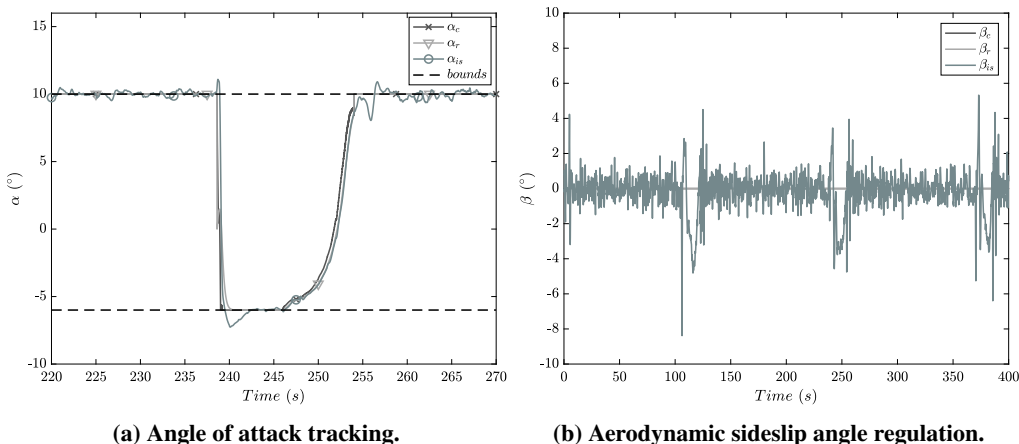 15
10
5
0
-5
-10
α (°)
220 225 230 235 240 245 250 255 260 265 270
Time (s)
α_c
α_r
α_is
bounds
(a) Angle of attack tracking.
10
8
6
4
2
0
-2
-4
-6
-8
-10
β (°)
0 50 100 150 200 250 300 350 400
Time (s)
β_c
β_r
β_is
(b) Aerodynamic sideslip angle regulation.